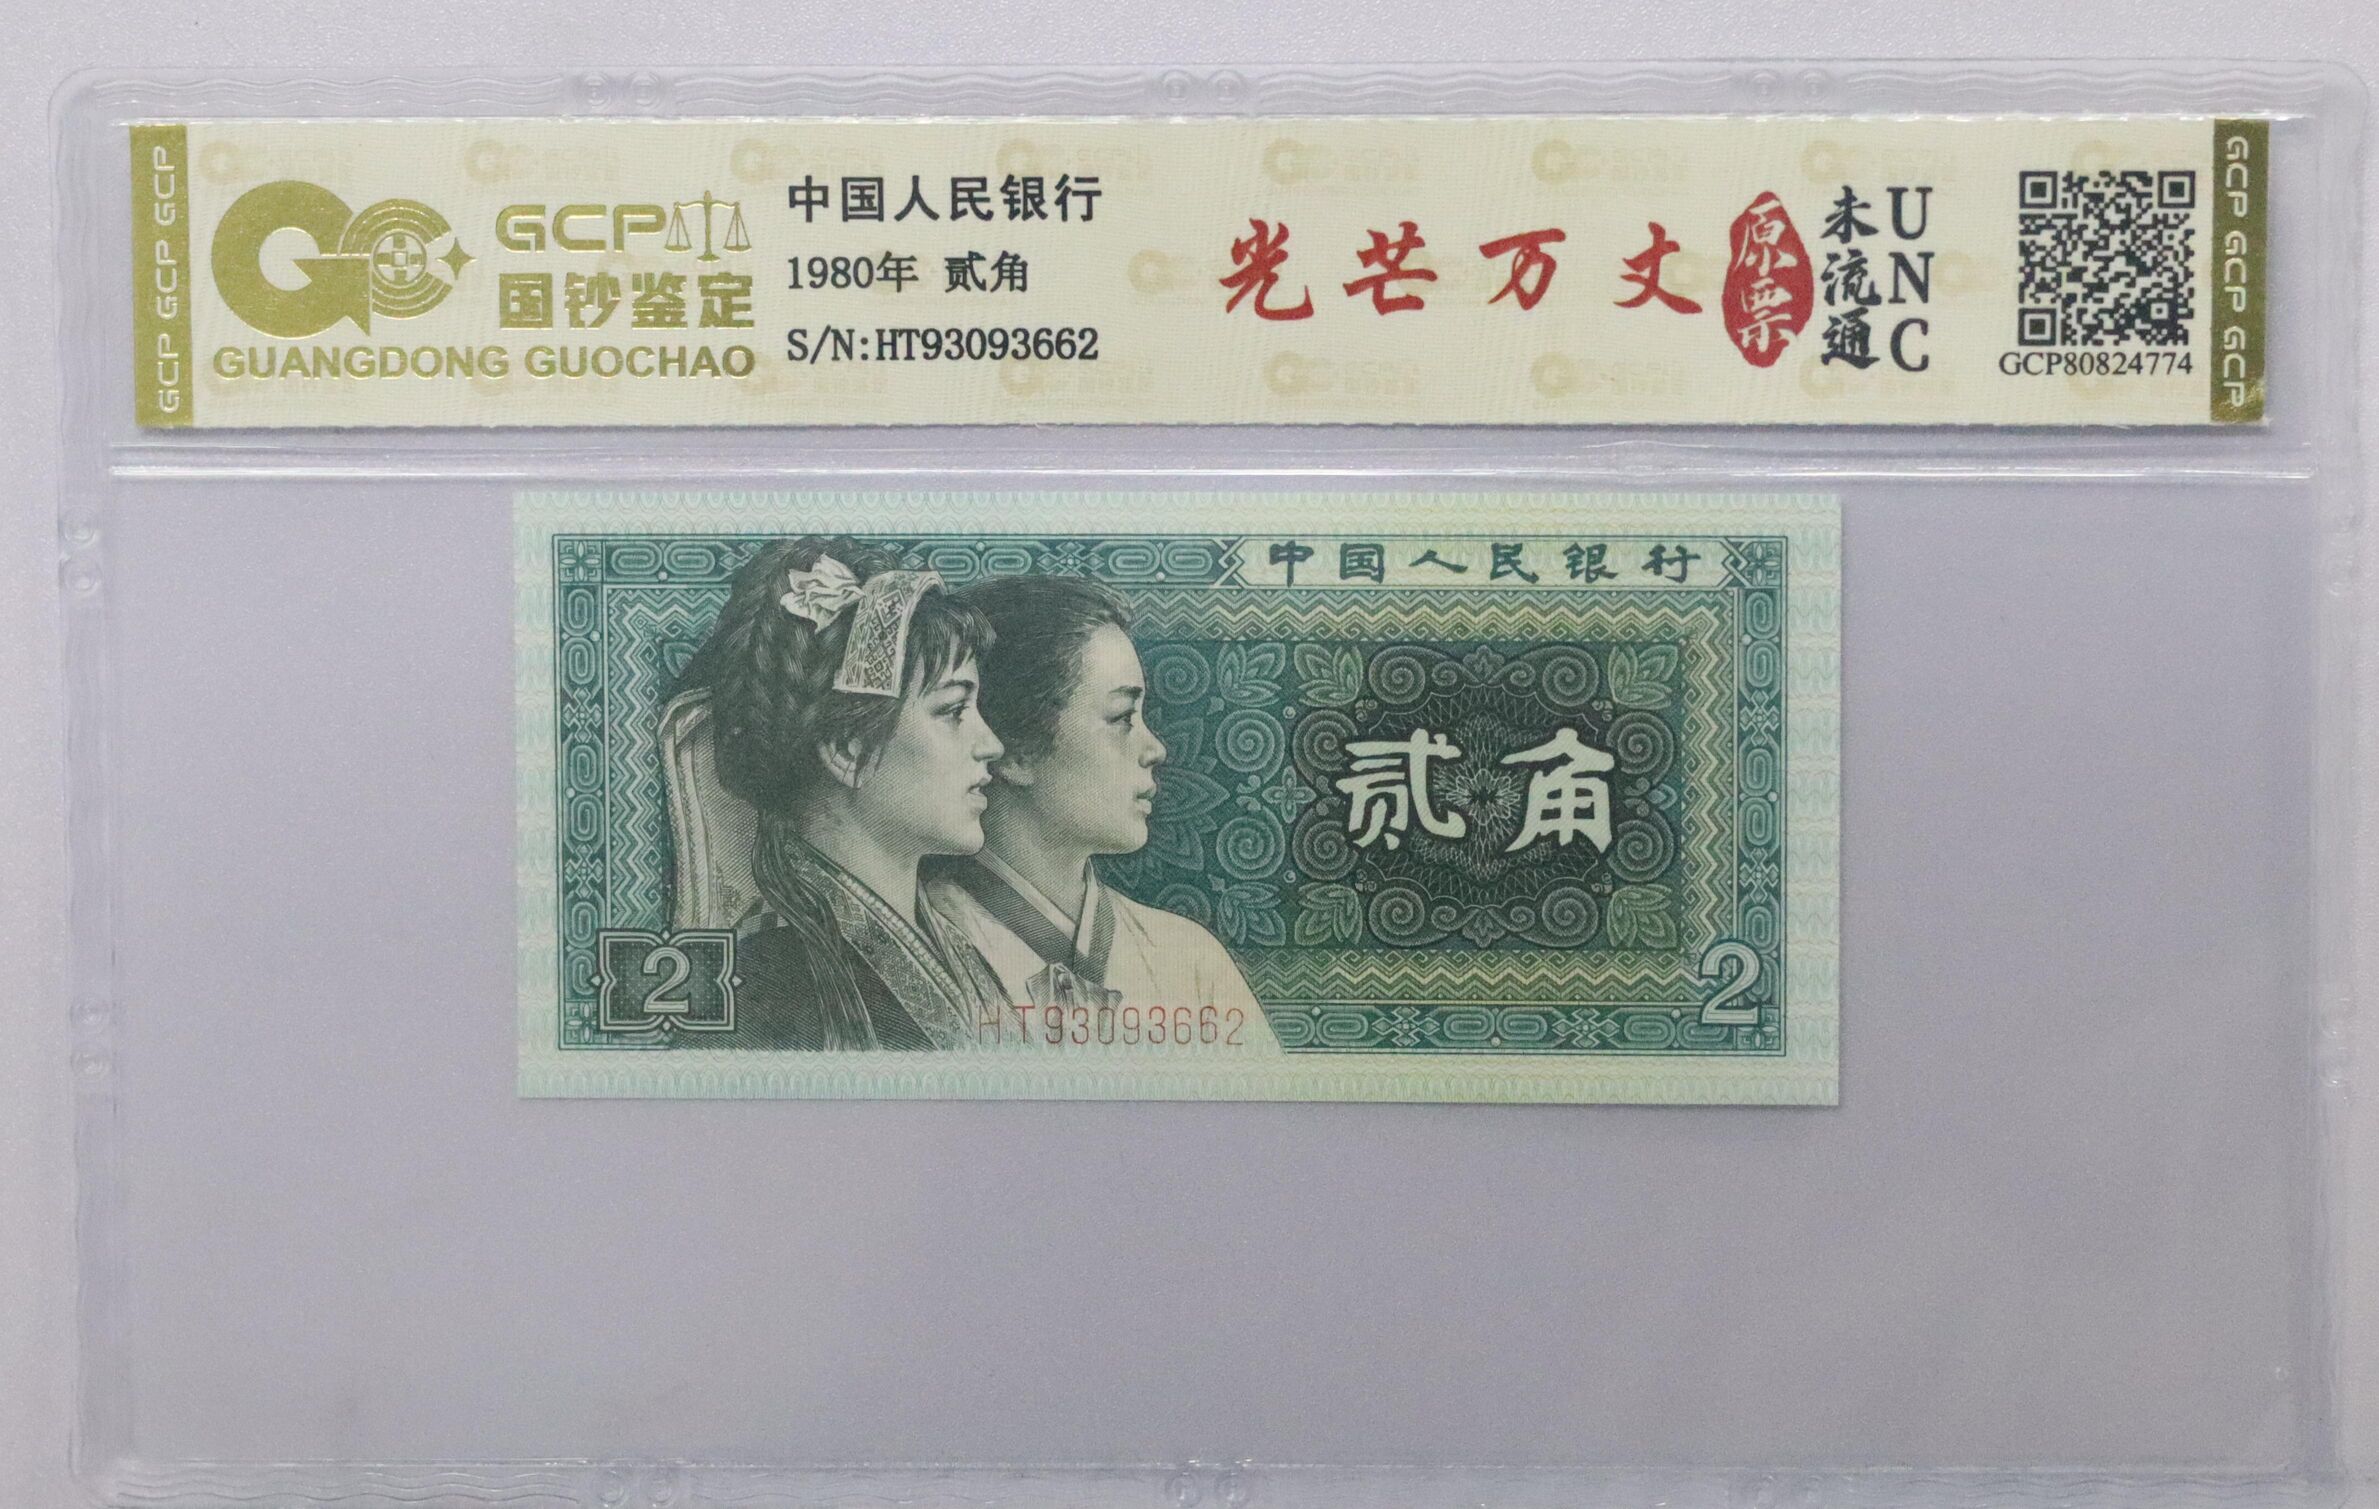 GCP GCP GCP
GCP
国钞鉴定
GUANGDONG GUOCHAO
中国人民银行
1980年 贰角
S/N:HT93093662
光芒万丈
原票
未流通
UNC
GCP80824774
GCP GCP GCP
中国人民银行
贰角
2
2
HT93093662